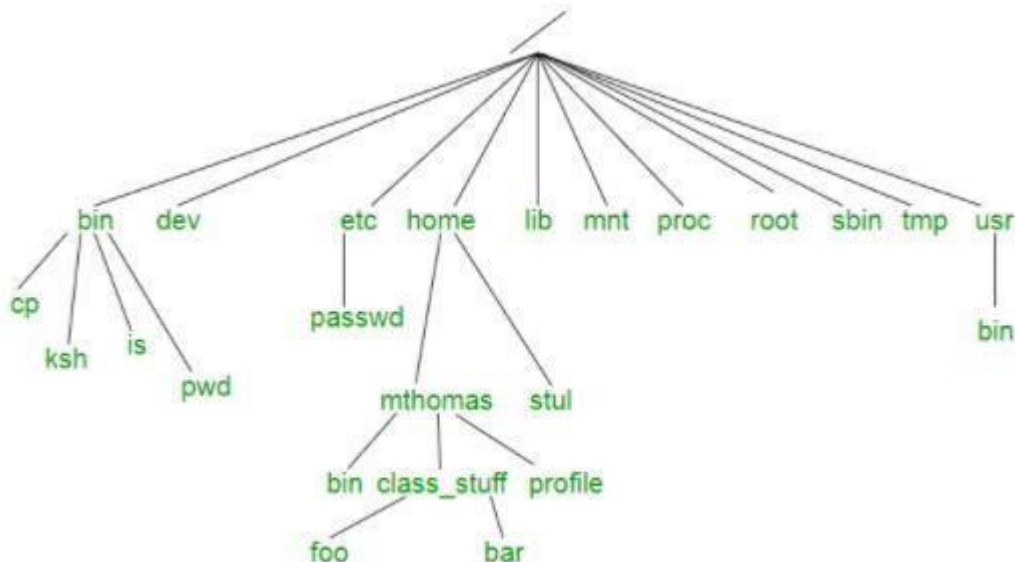 /
bin dev etc home lib mnt proc root sbin tmp usr
cp passwd bin
ksh is
pwd
mthomas stul
bin class_stuff profile
foo bar